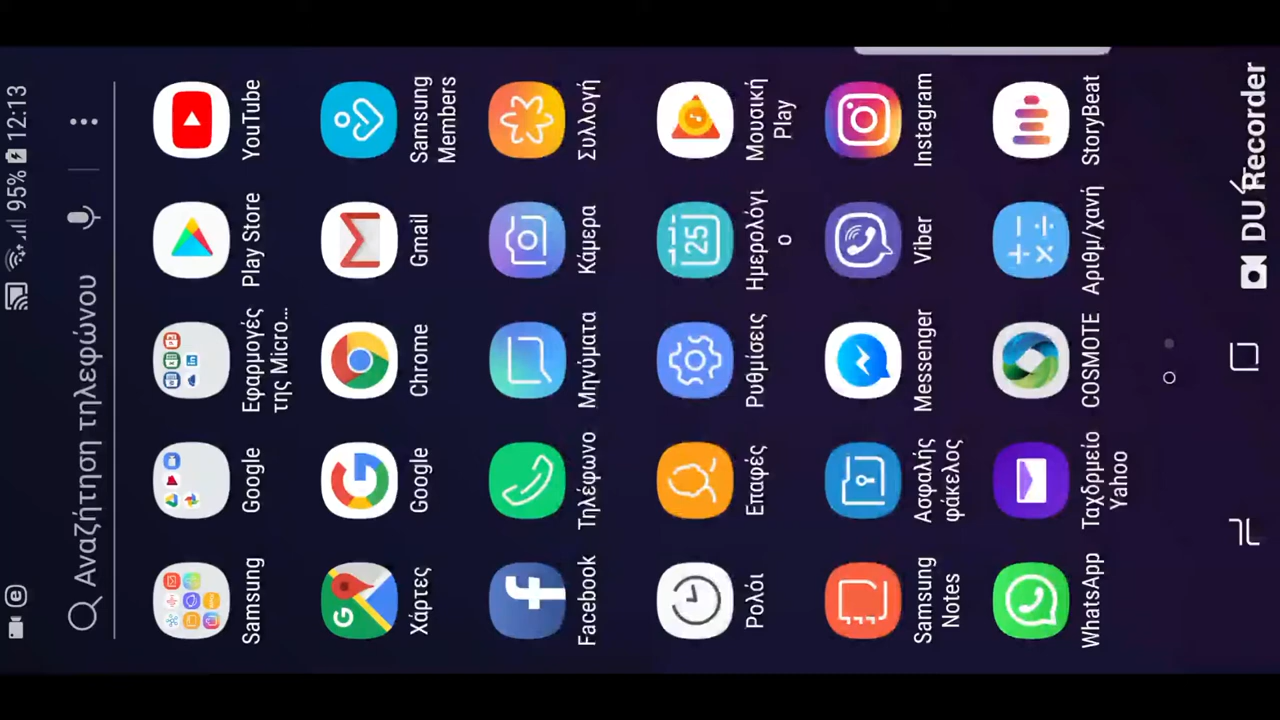 95% 12:13
Αναζήτηση τηλεφώνου
Samsung
Google
Εφαρμογές
της Micro...
Play Store
YouTube
Χάρτες
Google
Chrome
Gmail
Samsung
Members
Facebook
Τηλέφωνο
Μηνύματα
Κάμερα
Συλλογή
Ρολόι
Επαφές
Ρυθμίσεις
25
Ημερολόγι
ο
Μουσική
Play
Samsung
Notes
Ασφαλής
φάκελος
Messenger
Viber
Instagram
WhatsApp
Ταχδρμείο
Yahoo
COSMOTE
Αριθμ/χανή
StoryBeat
DU Recorder